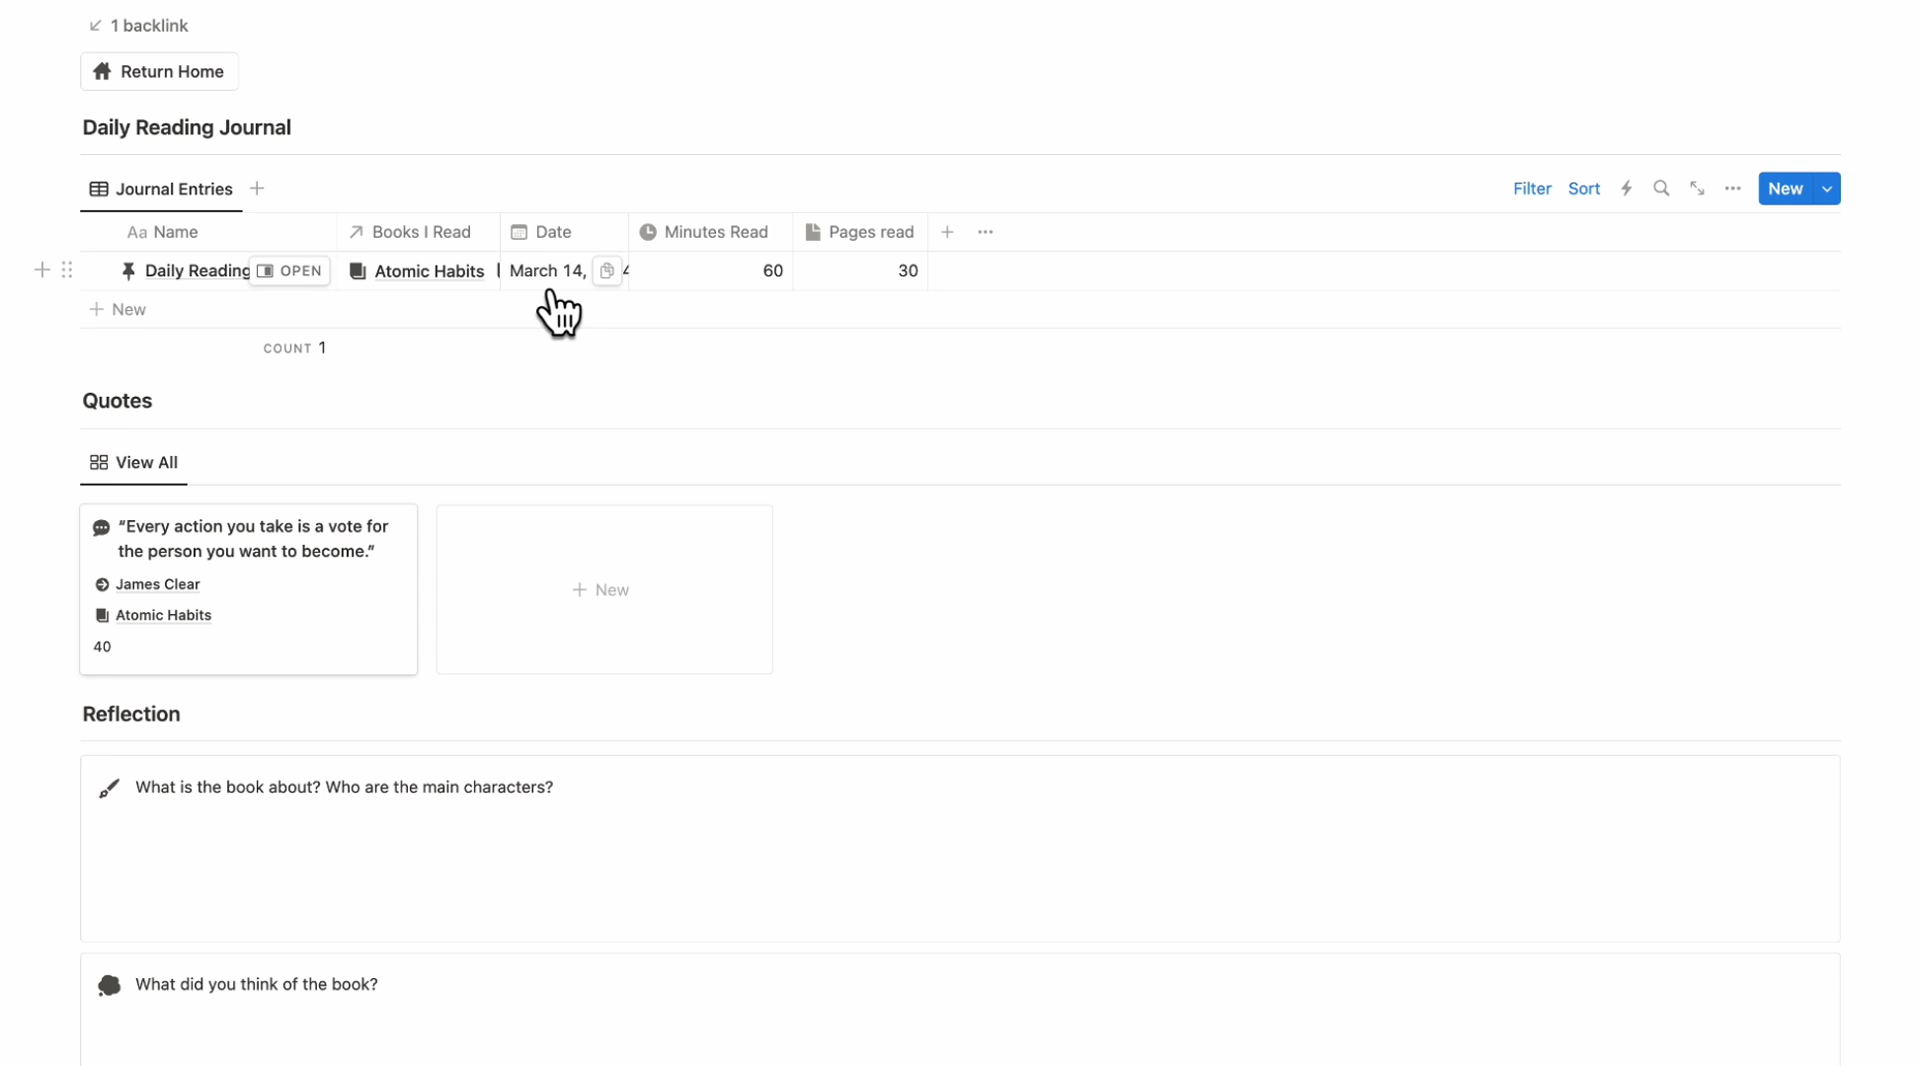 1 backlink
Return Home
Daily Reading Journal
Journal Entries
Filter Sort New
Aa Name Books I Read Date Minutes Read Pages read
Daily Reading OPEN Atomic Habits March 14, 60 30
New
COUNT 1
Quotes
View All
“Every action you take is a vote for
the person you want to become.”
James Clear
Atomic Habits
40
New
Reflection
What is the book about? Who are the main characters?
What did you think of the book?